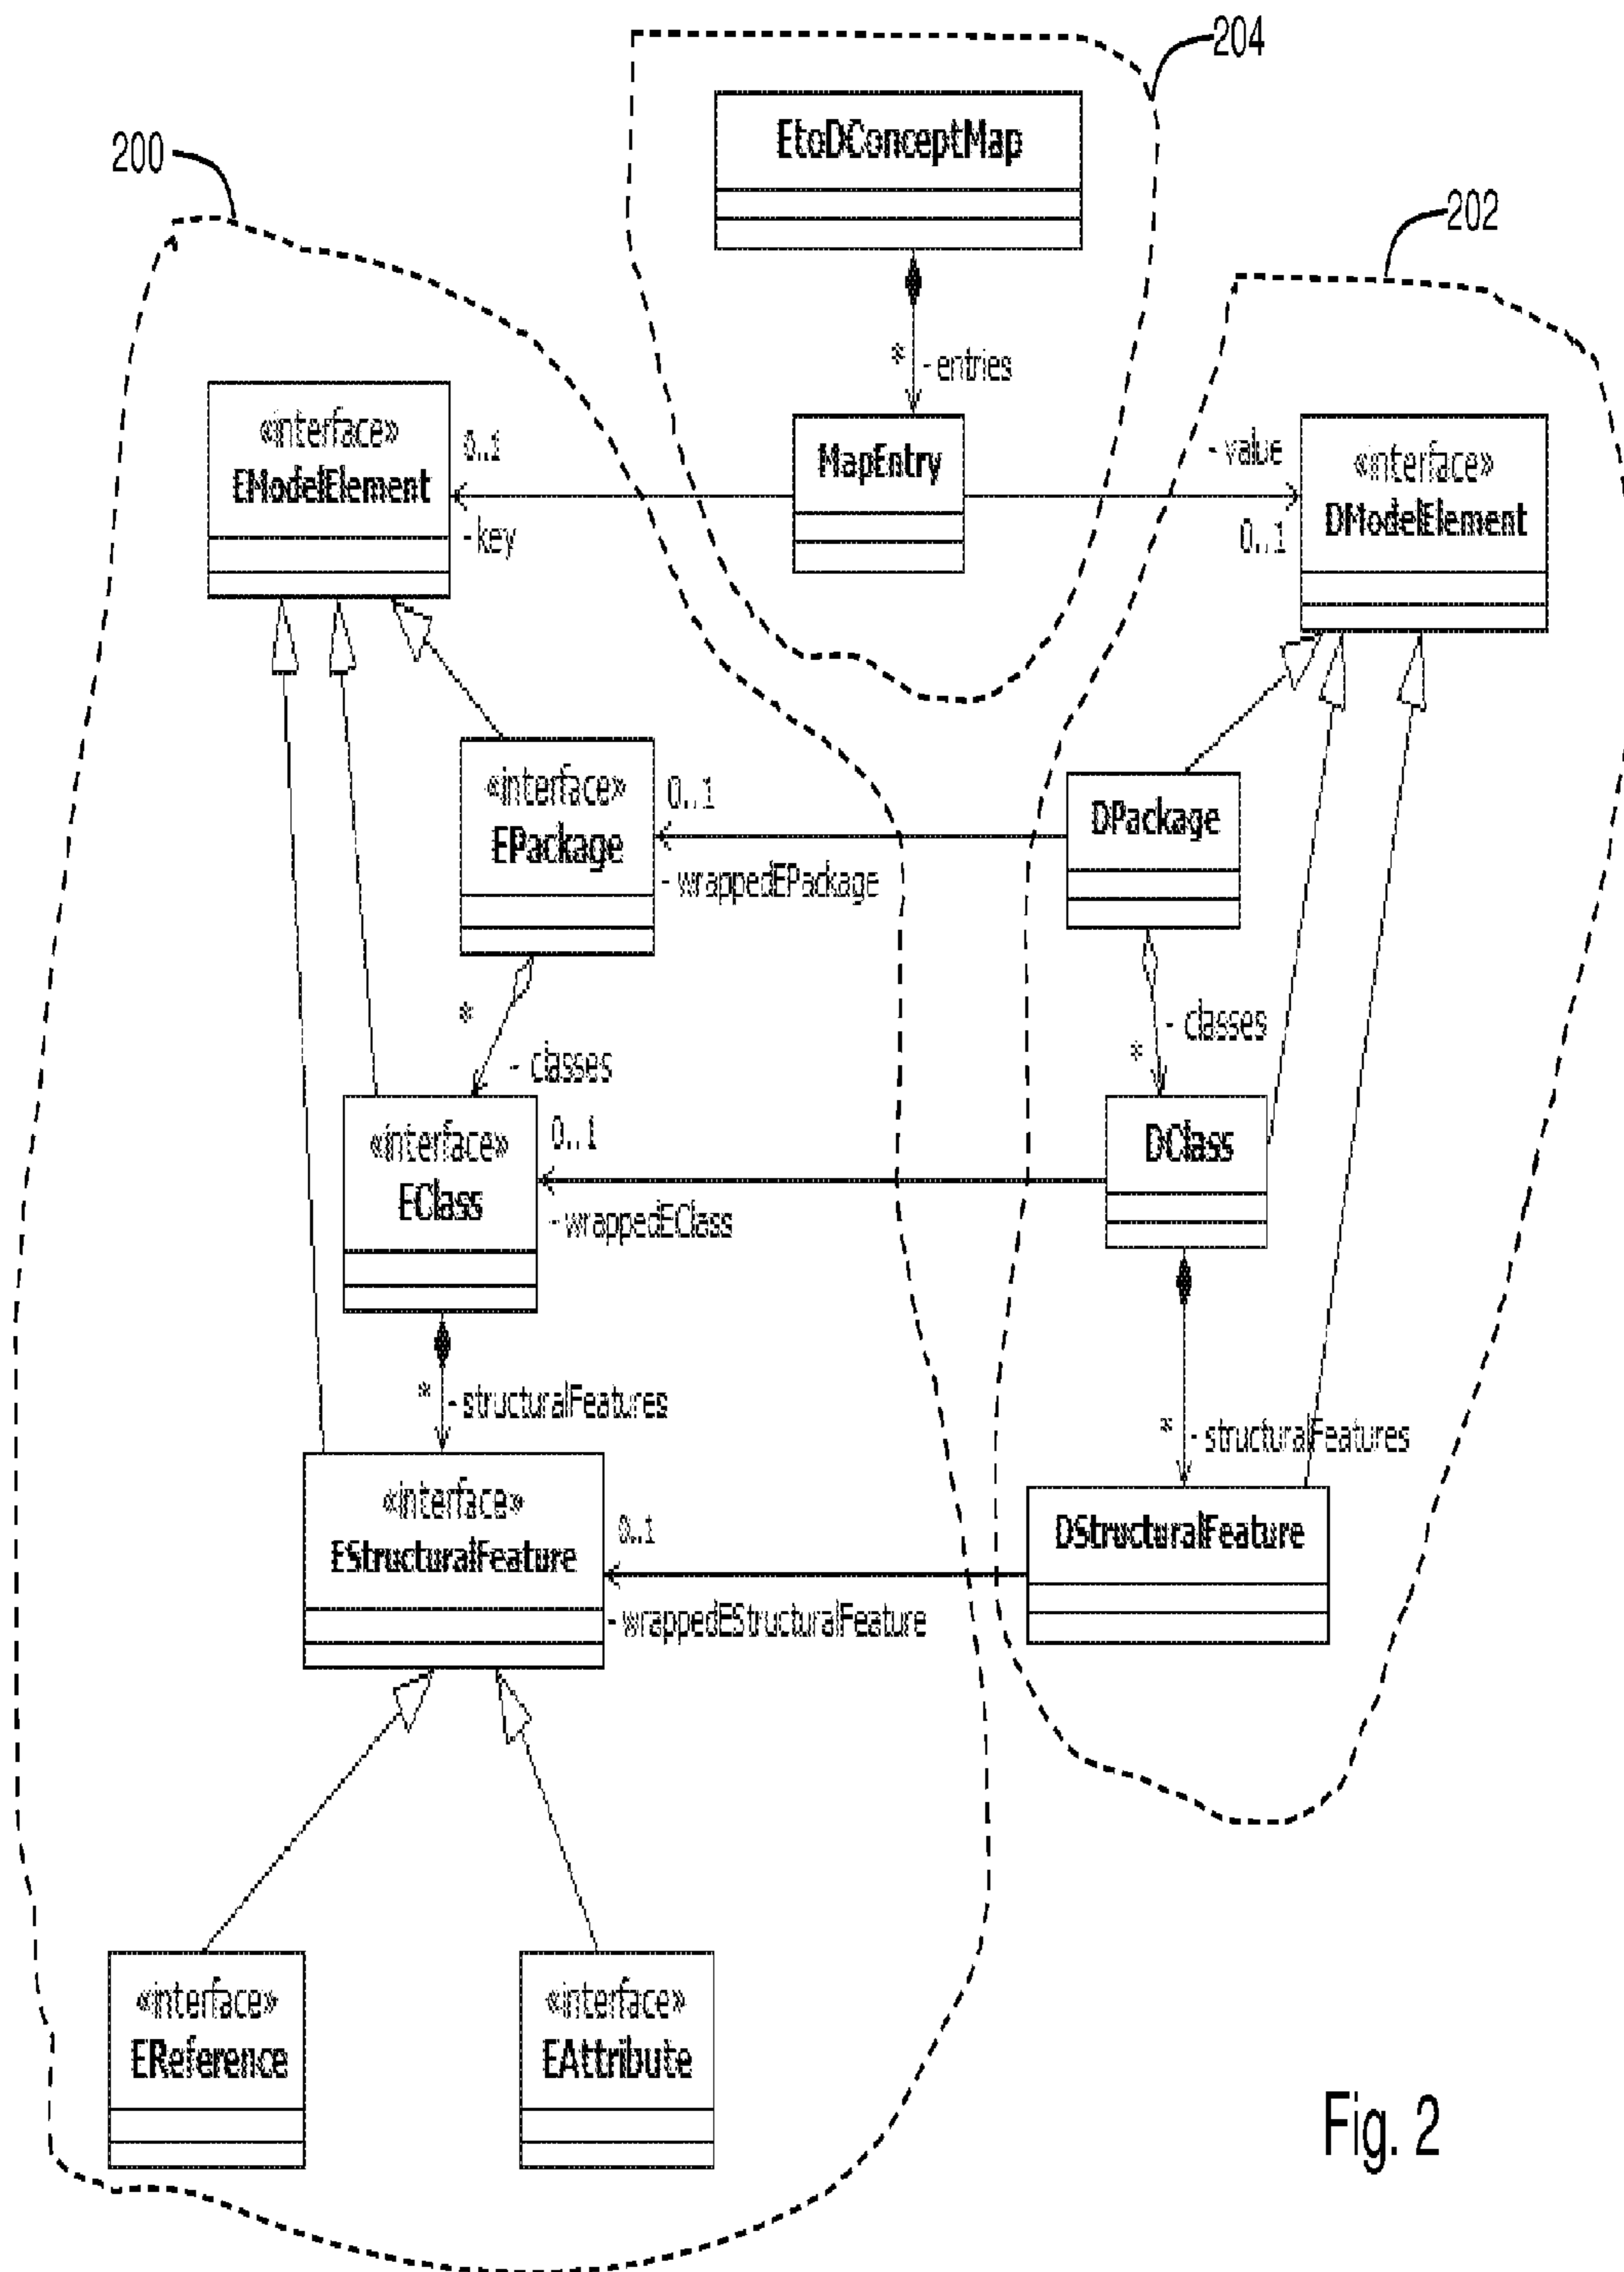 204
EtoDConceptMap
200
202
* - entries
«interface»
EModelElement
0..1
- key
MapEntry
- value
0..1
«interface»
DModelElement
«interface»
EPackage
0..1
- wrappedEPackage
DPackage
*
- classes
- classes
*
«interface»
EClass
0..1
- wrappedEClass
DClass
* - structuralFeatures
* - structuralFeatures
«interface»
EStructuralFeature
0..1
- wrappedEStructuralFeature
DStructuralFeature
«interface»
EReference
«interface»
EAttribute
Fig. 2